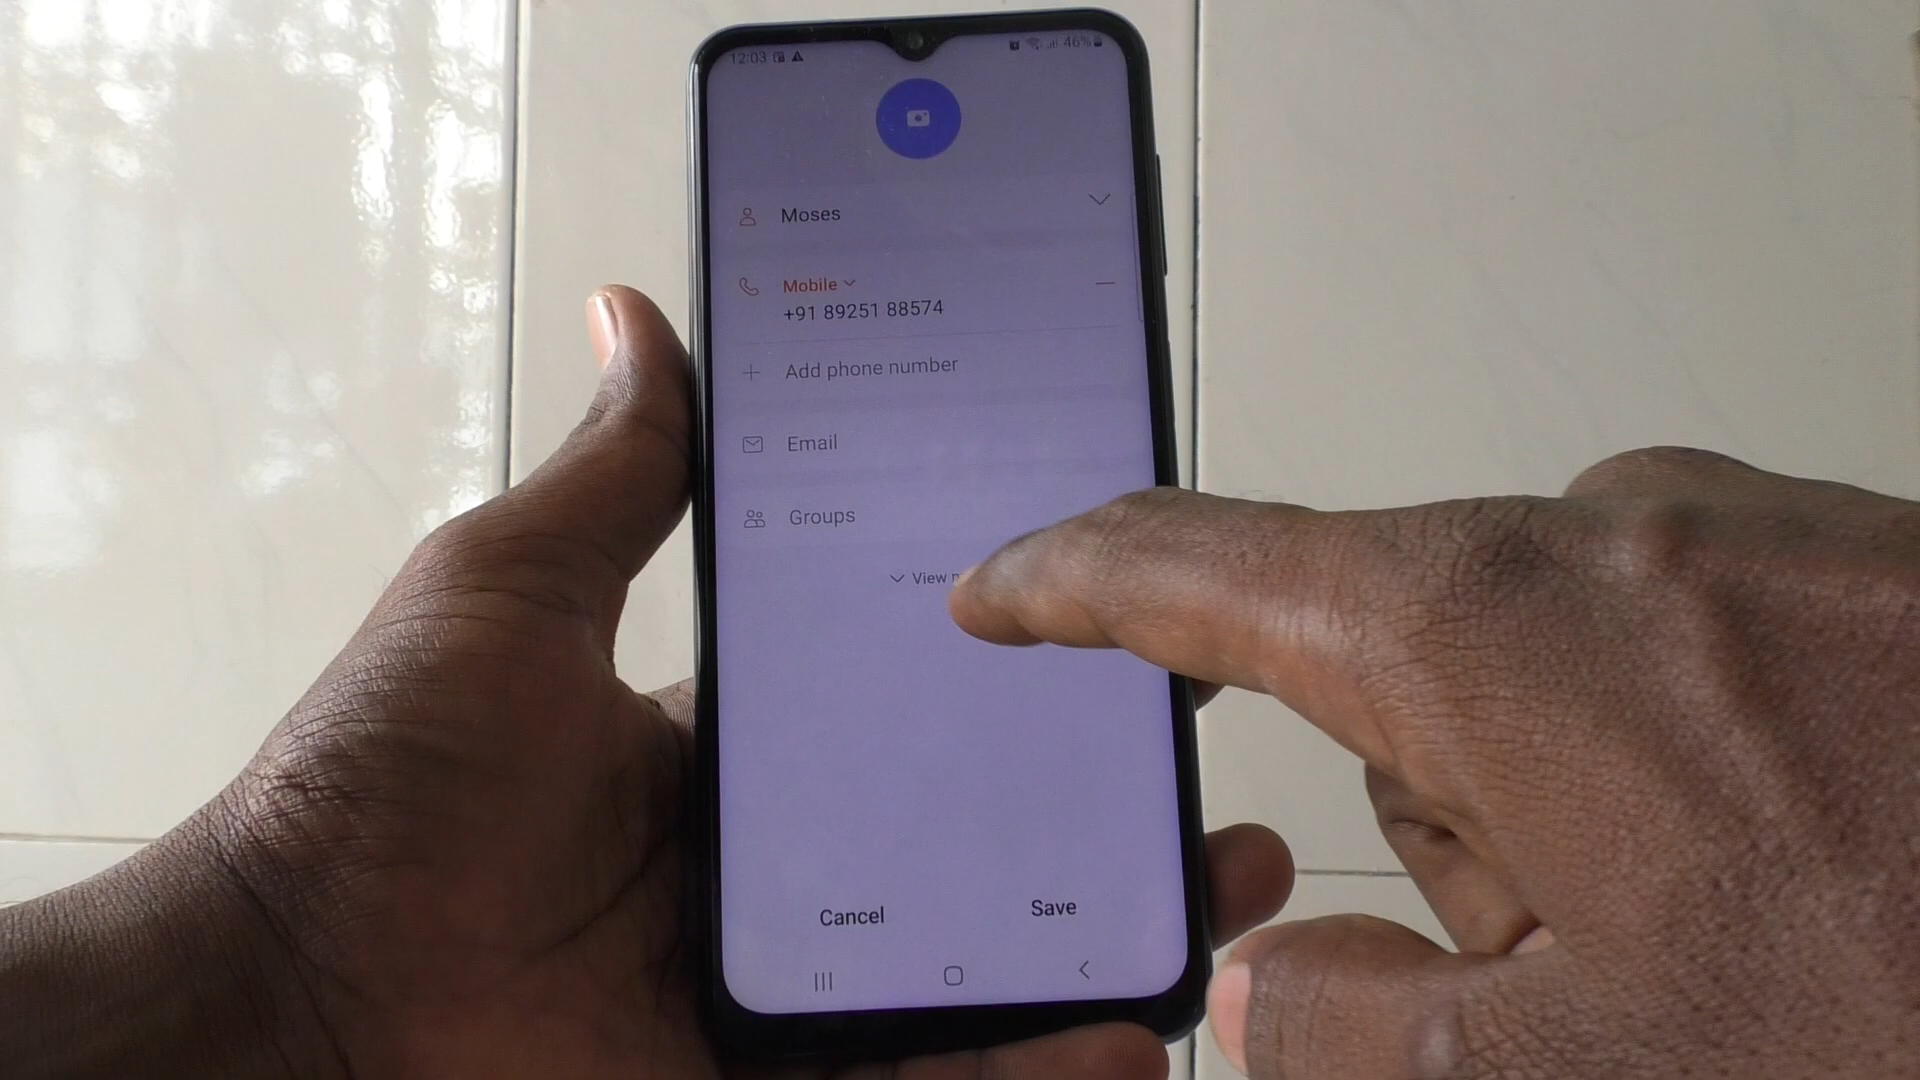 12:03 46%
Moses
Mobile
+91 89251 88574
Add phone number
Email
Groups
View
Cancel Save